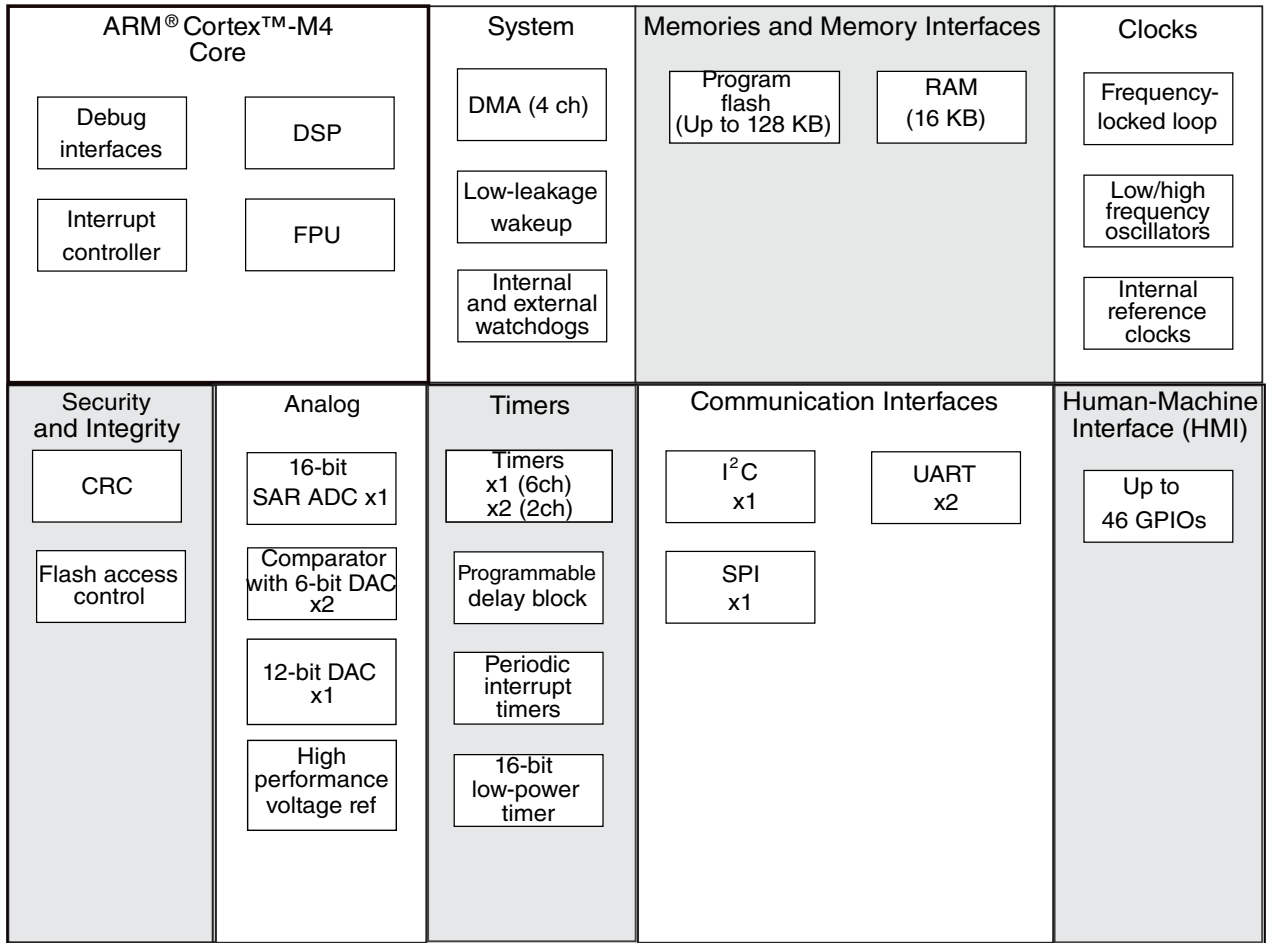 ARM® Cortex™-M4
Core
Debug
interfaces
DSP
Interrupt
controller
FPU
System
DMA (4 ch)
Low-leakage
wakeup
Internal
and external
watchdogs
Memories and Memory Interfaces
Program
flash
(Up to 128 KB)
RAM
(16 KB)
Clocks
Frequency-
locked loop
Low/high
frequency
oscillators
Internal
reference
clocks
Security
and Integrity
CRC
Flash access
control
Analog
16-bit
SAR ADC x1
Comparator
with 6-bit DAC
x2
12-bit DAC
x1
High
performance
voltage ref
Timers
Timers
x1 (6ch)
x2 (2ch)
Programmable
delay block
Periodic
interrupt
timers
16-bit
low-power
timer
Communication Interfaces
I²C
x1
UART
x2
SPI
x1
Human-Machine
Interface (HMI)
Up to
46 GPIOs